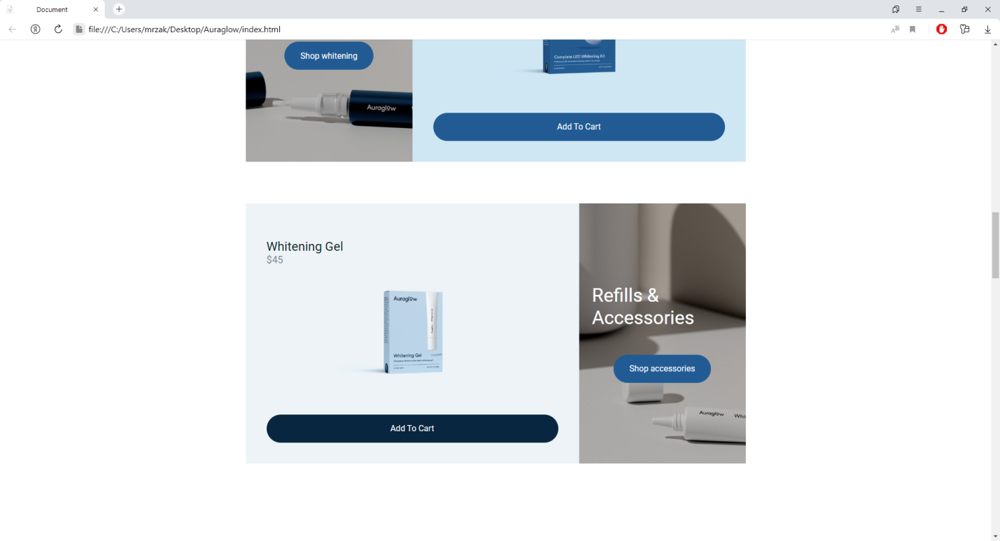 Document
file:///C:/Users/mrzak/Desktop/Auraglow/index.html
Shop whitening
Complete LED Whitening Kit
Auraglow
Add To Cart
Whitening Gel
$45
Auraglow
Whitening Gel
Add To Cart
Refills &
Accessories
Shop accessories
Auraglow